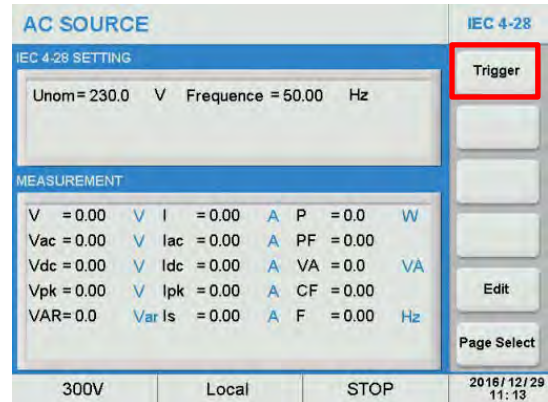 AC SOURCE
IEC 4-28
IEC 4-28 SETTING
Unom = 230.0 V Frequence = 50.00 Hz
Trigger
MEASUREMENT
V = 0.00 V I = 0.00 A P = 0.0 W
Vac = 0.00 V Iac = 0.00 A PF = 0.00
Vdc = 0.00 V Idc = 0.00 A VA = 0.0 VA
Vpk = 0.00 V Ipk = 0.00 A CF = 0.00
VAR= 0.0 Var Is = 0.00 A F = 0.00 Hz
Edit
Page Select
300V Local STOP
2016/12/29
11:13